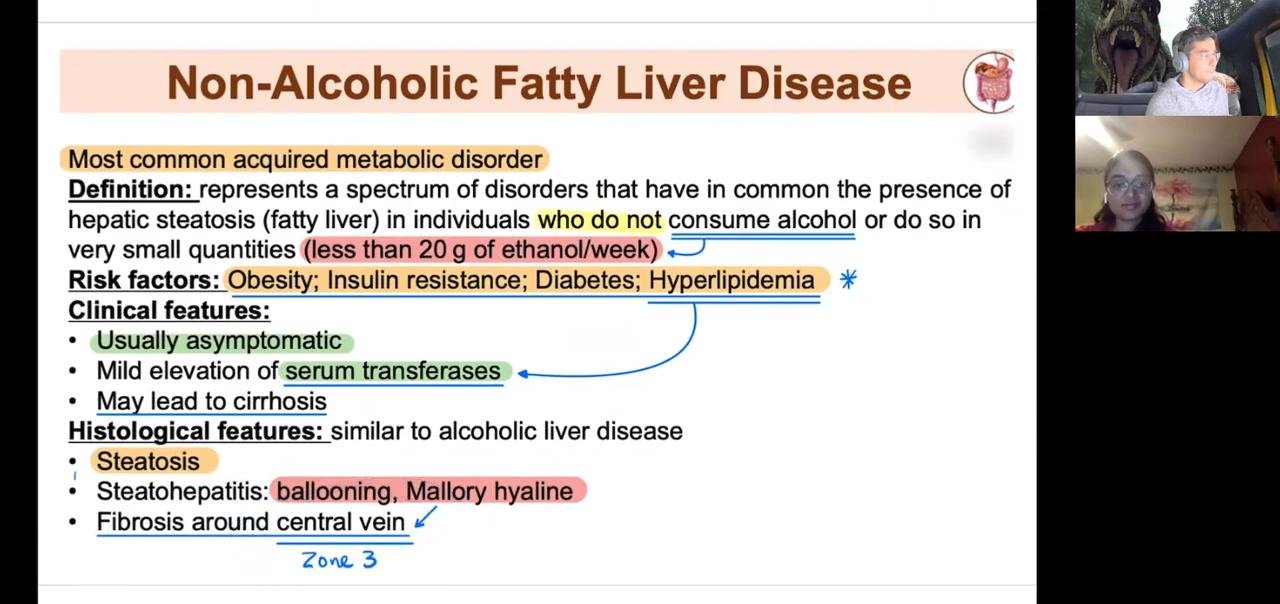 Non-Alcoholic Fatty Liver Disease
Most common acquired metabolic disorder
Definition: represents a spectrum of disorders that have in common the presence of
hepatic steatosis (fatty liver) in individuals who do not consume alcohol or do so in
very small quantities (less than 20 g of ethanol/week)
Risk factors: Obesity; Insulin resistance; Diabetes; Hyperlipidemia *
Clinical features:
• Usually asymptomatic
• Mild elevation of serum transferases
• May lead to cirrhosis
Histological features: similar to alcoholic liver disease
• Steatosis
• Steatohepatitis: ballooning, Mallory hyaline
• Fibrosis around central vein
Zone 3